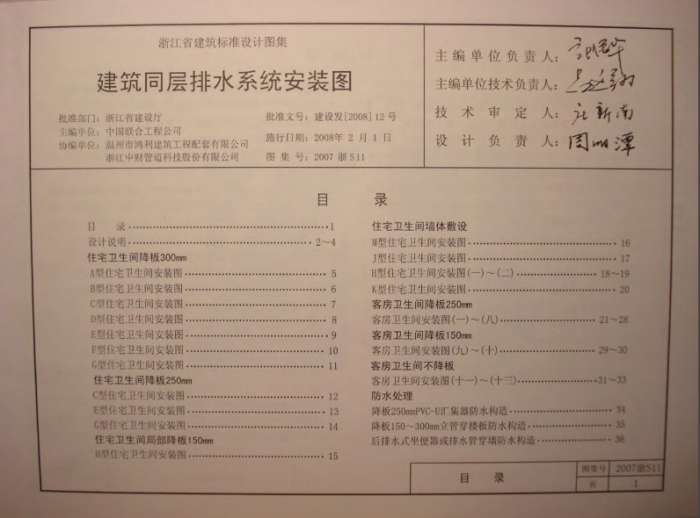 浙江省建筑标准设计图集
建筑同层排水系统安装图
批准部门：浙江省建设厅
批准文号：建设发[2008]12号
主编单位：中国联合工程公司
施行日期：2008年2月1日
协编单位：温州市鸿利建筑工程配套有限公司
浙江中财管道科技股份有限公司
图集号：2007浙S11
主编单位负责人：
主编单位技术负责人：
技术审定人：
设计负责人：
目 录
目 录 1
设计说明 2~4
住宅卫生间降板300mm
A型住宅卫生间安装图 5
B型住宅卫生间安装图 6
C型住宅卫生间安装图 7
D型住宅卫生间安装图 8
E型住宅卫生间安装图 9
F型住宅卫生间安装图 10
G型住宅卫生间安装图 11
住宅卫生间降板250mm
C型住宅卫生间安装图 12
E型住宅卫生间安装图 13
G型住宅卫生间安装图 14
住宅卫生间局部降板150mm
H型住宅卫生间安装图 15
住宅卫生间墙体敷设
M型住宅卫生间安装图 16
J型住宅卫生间安装图 17
H型住宅卫生间安装图(一)~(二) 18~19
K型住宅卫生间安装图 20
客房卫生间降板250mm
客房卫生间安装图(一)~(八) 21~28
客房卫生间降板150mm
客房卫生间安装图(九)~(十) 29~30
客房卫生间不降板
客房卫生间安装图(十一)~(十三) 31~33
防水处理
降板250mmPVC-U汇集器防水构造 34
降板150~300mm立管穿楼板防水构造 35
后排水式坐便器或排水管穿墙防水构造 36
目 录
图集号 2007浙S11
页 1